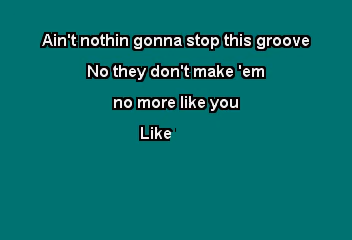 Ain't nothin gonna stop this groove
No they don't make 'em
no more like you
Like